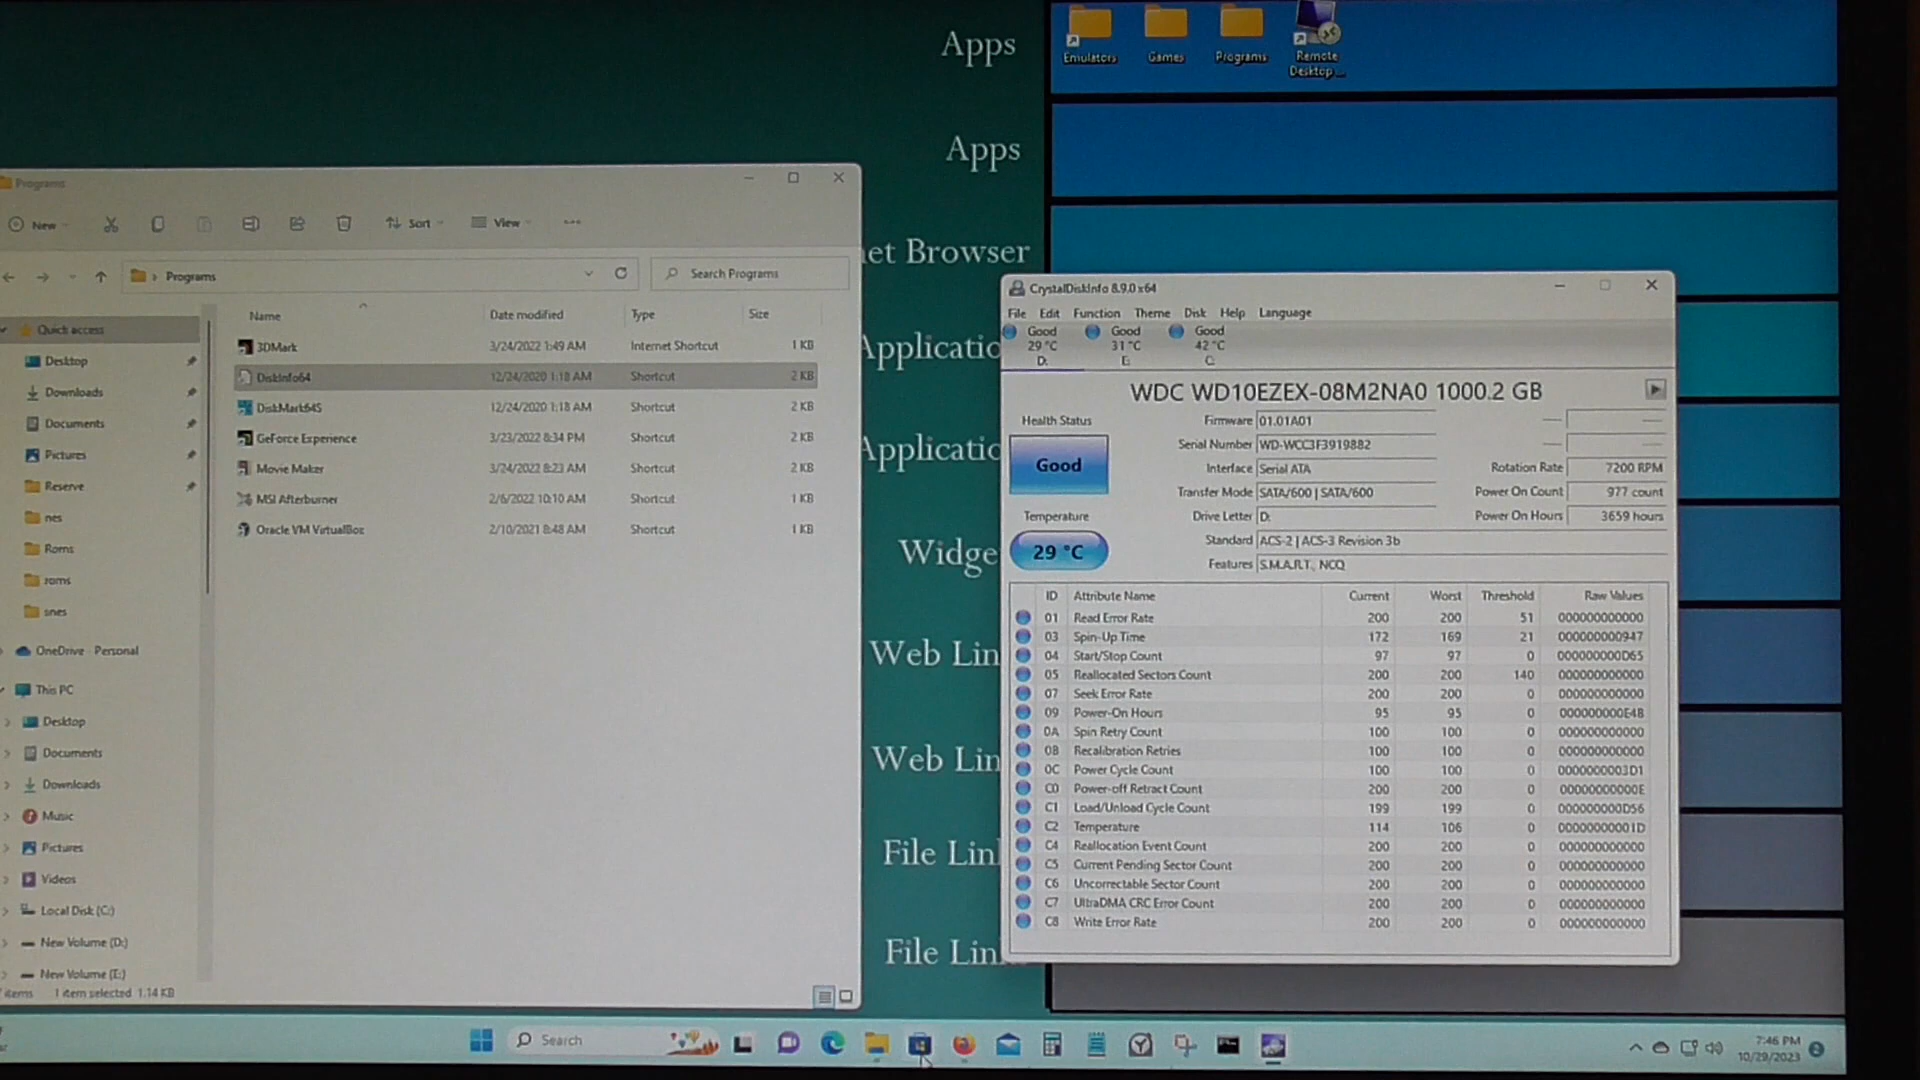 Emulators Games Programs Remote Desktop ...
Apps
Apps
et Browser
Applicatio
Applicatio
Widge
Web Lin
Web Lin
File Lin
File Lin
Programs
New Sort View
Programs Search Programs
Name Date modified Type Size
3DMark 3/24/2022 1:49 AM Internet Shortcut 1 KB
DiskInfo64 12/24/2020 1:18 AM Shortcut 2 KB
DiskMark64S 12/24/2020 1:18 AM Shortcut 2 KB
GeForce Experience 3/23/2022 8:34 PM Shortcut 2 KB
Movie Maker 3/24/2022 8:23 AM Shortcut 2 KB
MSI Afterburner 2/6/2022 10:10 AM Shortcut 1 KB
Oracle VM VirtualBox 2/10/2021 8:48 AM Shortcut 1 KB
Quick access
Desktop
Downloads
Documents
Pictures
Reserve
nes
Roms
roms
snes
OneDrive - Personal
This PC
Desktop
Documents
Downloads
Music
Pictures
Videos
Local Disk (C:)
New Volume (D:)
New Volume (E:)
items 1 item selected 1.14 KB
CrystalDiskInfo 8.9.0 x64
File Edit Function Theme Disk Help Language
Good Good Good
29 °C 31 °C 42 °C
D: E: C:
WDC WD10EZEX-08M2NA0 1000.2 GB
Health Status
Good
Temperature
29 °C
Firmware 01.01A01
Serial Number WD-WCC3F3919882
Interface Serial ATA Rotation Rate 7200 RPM
Transfer Mode SATA/600 | SATA/600 Power On Count 977 count
Drive Letter D: Power On Hours 3659 hours
Standard ACS-2 | ACS-3 Revision 3b
Features S.M.A.R.T., NCQ
ID Attribute Name Current Worst Threshold Raw Values
01 Read Error Rate 200 200 51 000000000000
03 Spin-Up Time 172 169 21 000000000947
04 Start/Stop Count 97 97 0 000000000D65
05 Reallocated Sectors Count 200 200 140 000000000000
07 Seek Error Rate 200 200 0 000000000000
09 Power-On Hours 95 95 0 000000000E4B
0A Spin Retry Count 100 100 0 000000000000
0B Recalibration Retries 100 100 0 000000000000
0C Power Cycle Count 100 100 0 0000000003D1
C0 Power-off Retract Count 200 200 0 00000000000E
C1 Load/Unload Cycle Count 199 199 0 000000000D56
C2 Temperature 114 106 0 00000000001D
C4 Reallocation Event Count 200 200 0 000000000000
C5 Current Pending Sector Count 200 200 0 000000000000
C6 Uncorrectable Sector Count 200 200 0 000000000000
C7 UltraDMA CRC Error Count 200 200 0 000000000000
C8 Write Error Rate 200 200 0 000000000000
Search
7:46 PM
10/29/2023 2